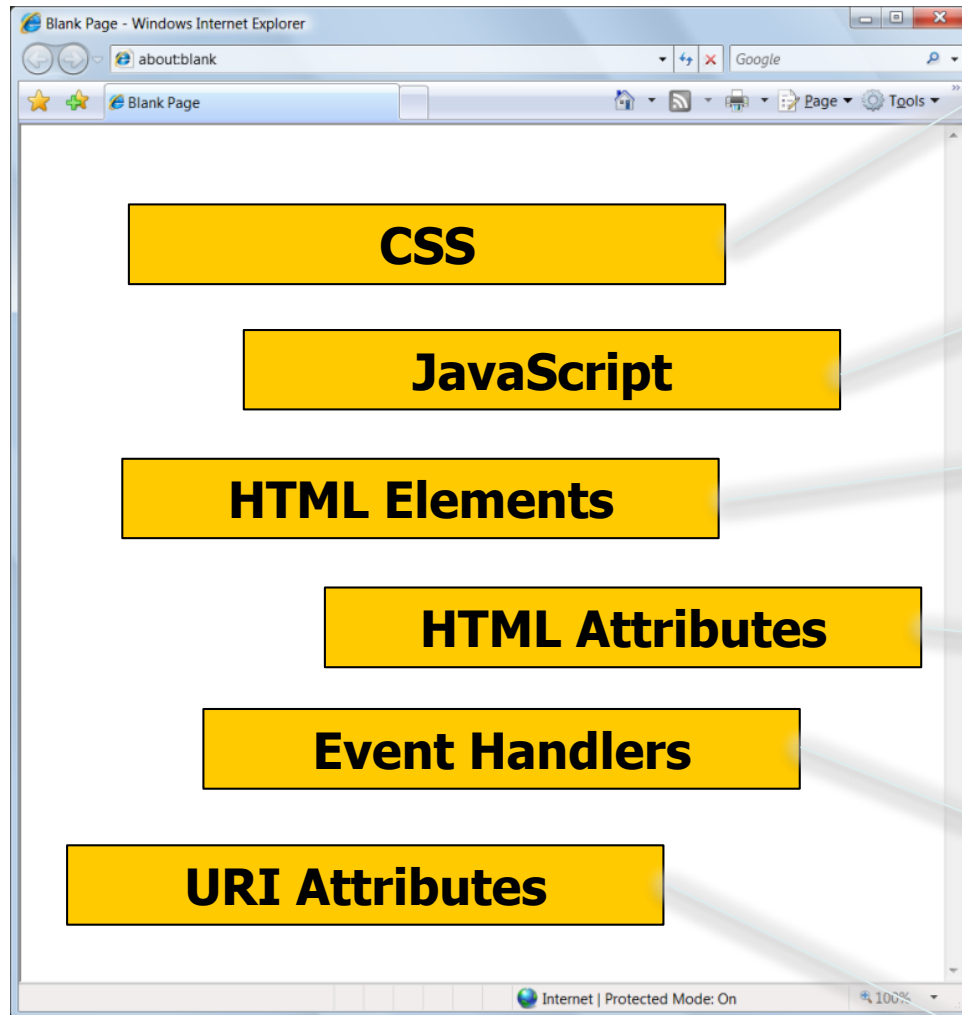 Blank Page - Windows Internet Explorer
about:blank
Google
Blank Page
Page
Tools
CSS
JavaScript
HTML Elements
HTML Attributes
Event Handlers
URI Attributes
Internet | Protected Mode: On
100%